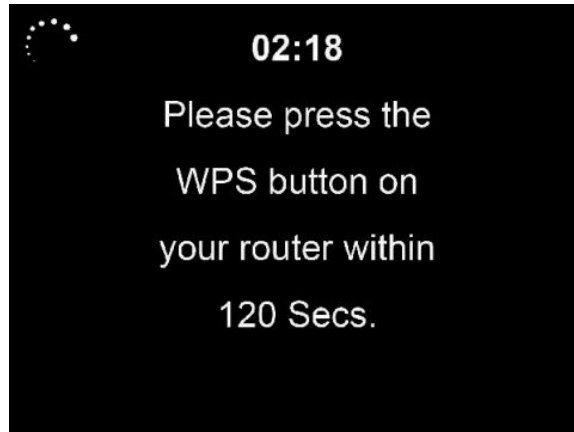 02:18
Please press the
WPS button on
your router within
120 Secs.